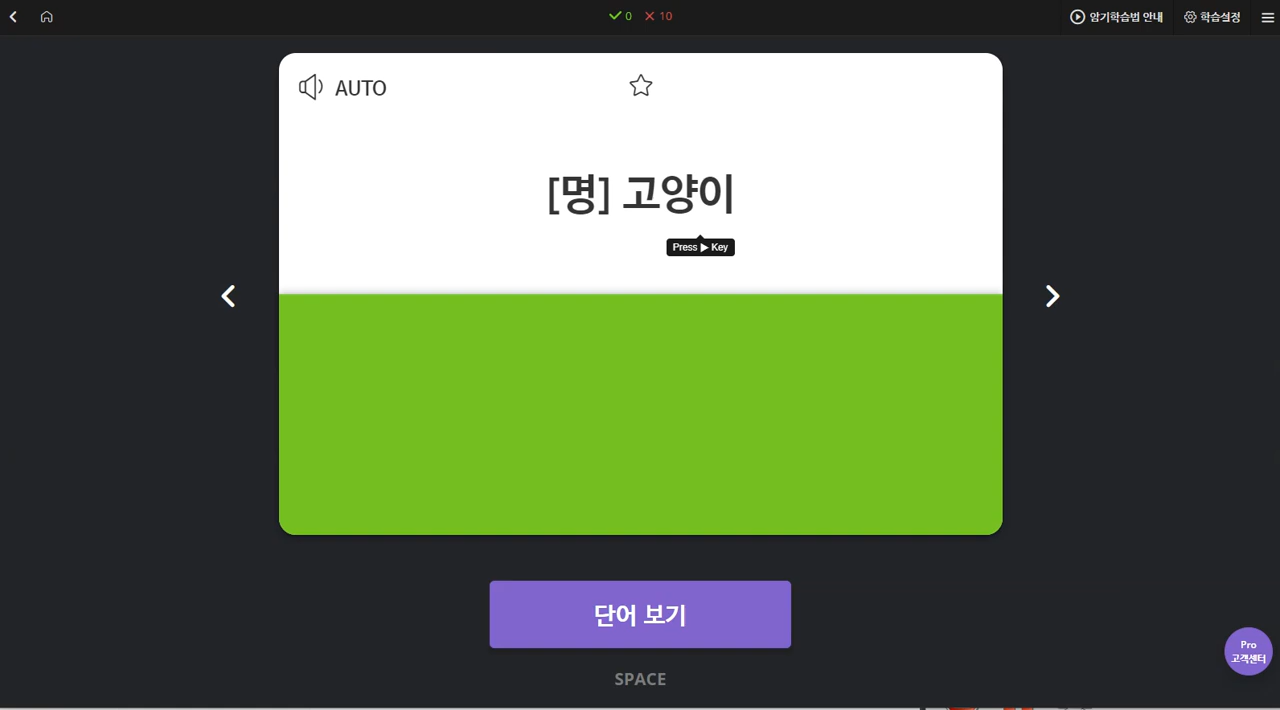 0 10 암기학습법 안내 학습설정
AUTO
[명] 고양이
Press ▶ Key
단어 보기
SPACE
Pro
고객센터